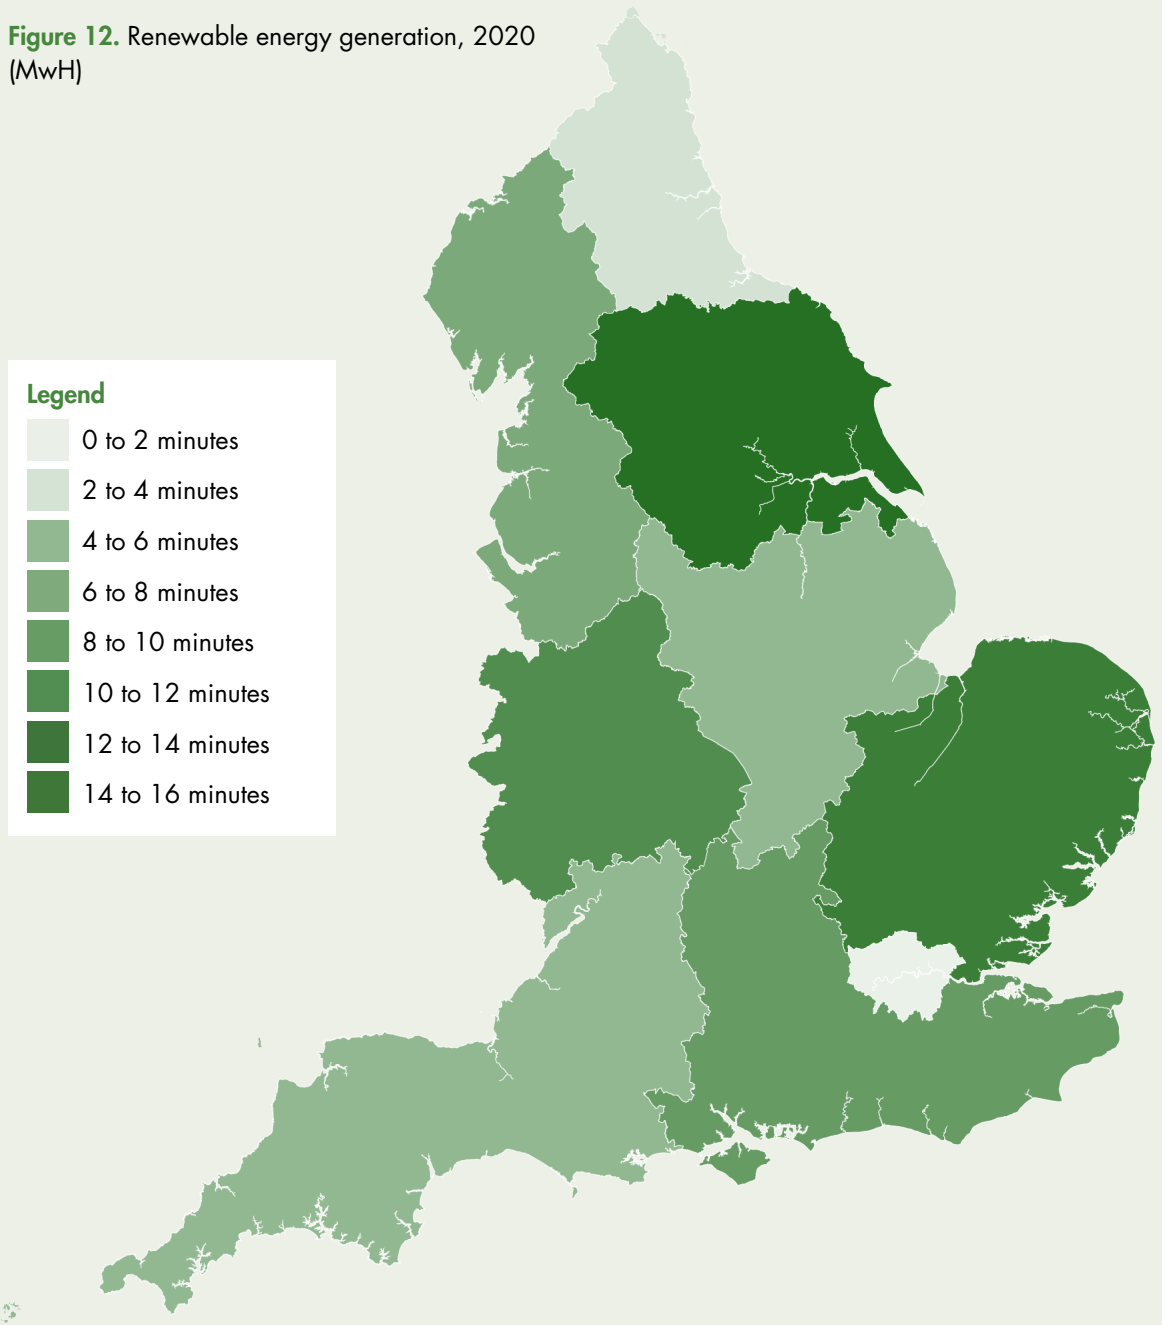 Figure 12. Renewable energy generation, 2020
(MwH)
Legend
0 to 2 minutes
2 to 4 minutes
4 to 6 minutes
6 to 8 minutes
8 to 10 minutes
10 to 12 minutes
12 to 14 minutes
14 to 16 minutes